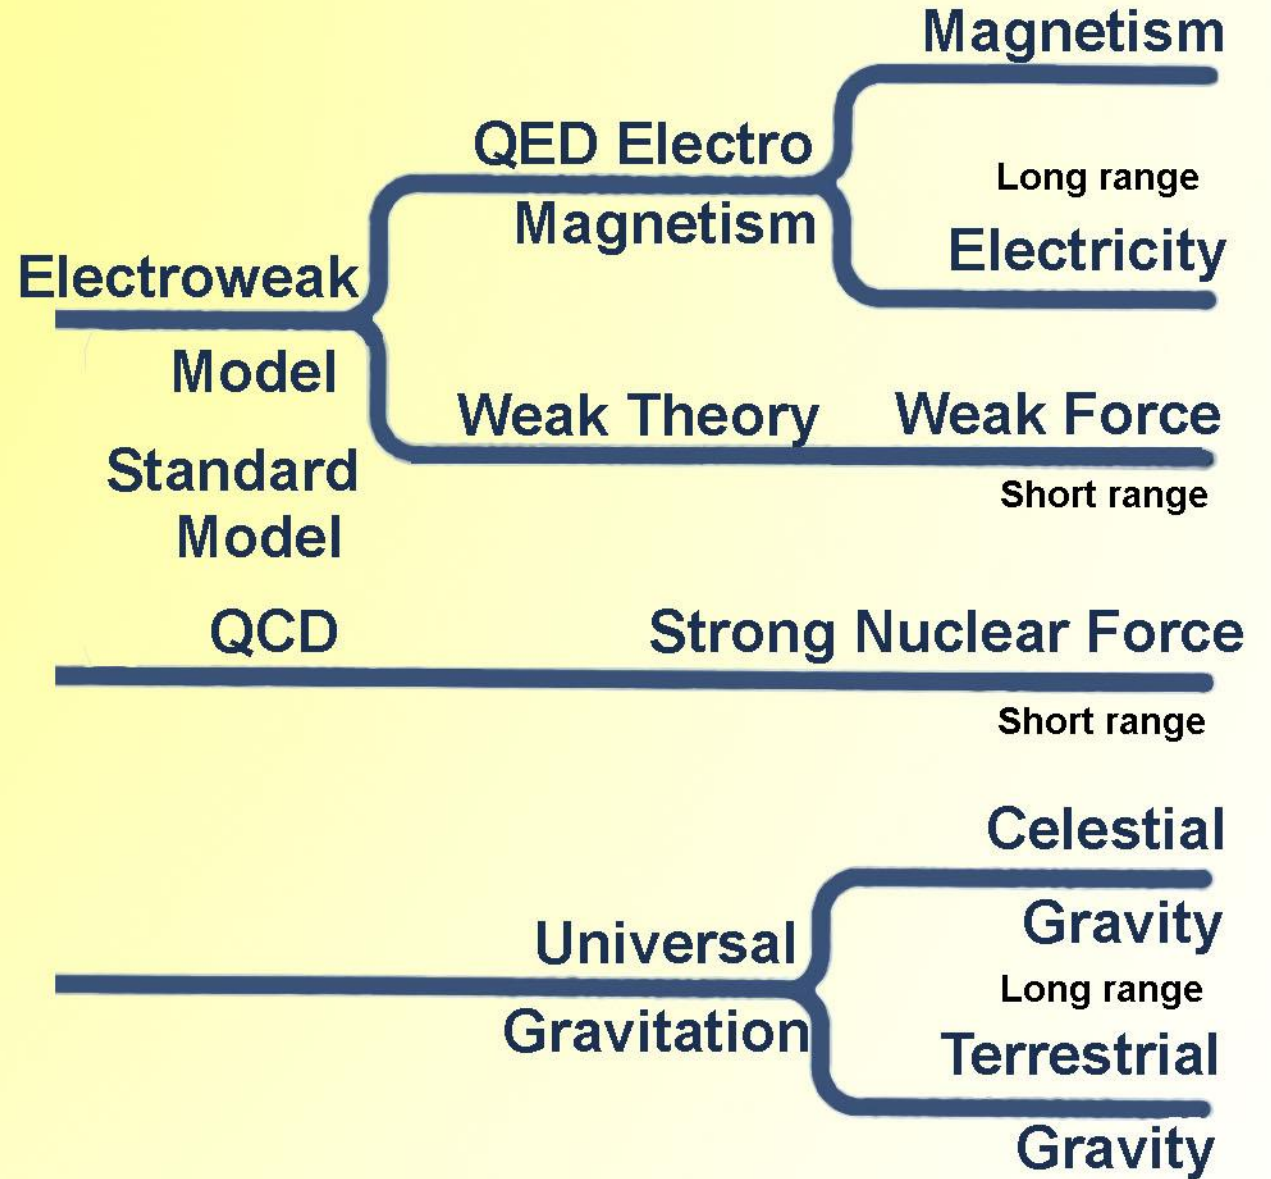 Magnetism
QED Electro
Magnetism
Long range
Electricity
Electroweak
Model
Weak Theory
Weak Force
Short range
Standard
Model
QCD
Strong Nuclear Force
Short range
Celestial
Gravity
Universal
Gravitation
Long range
Terrestrial
Gravity